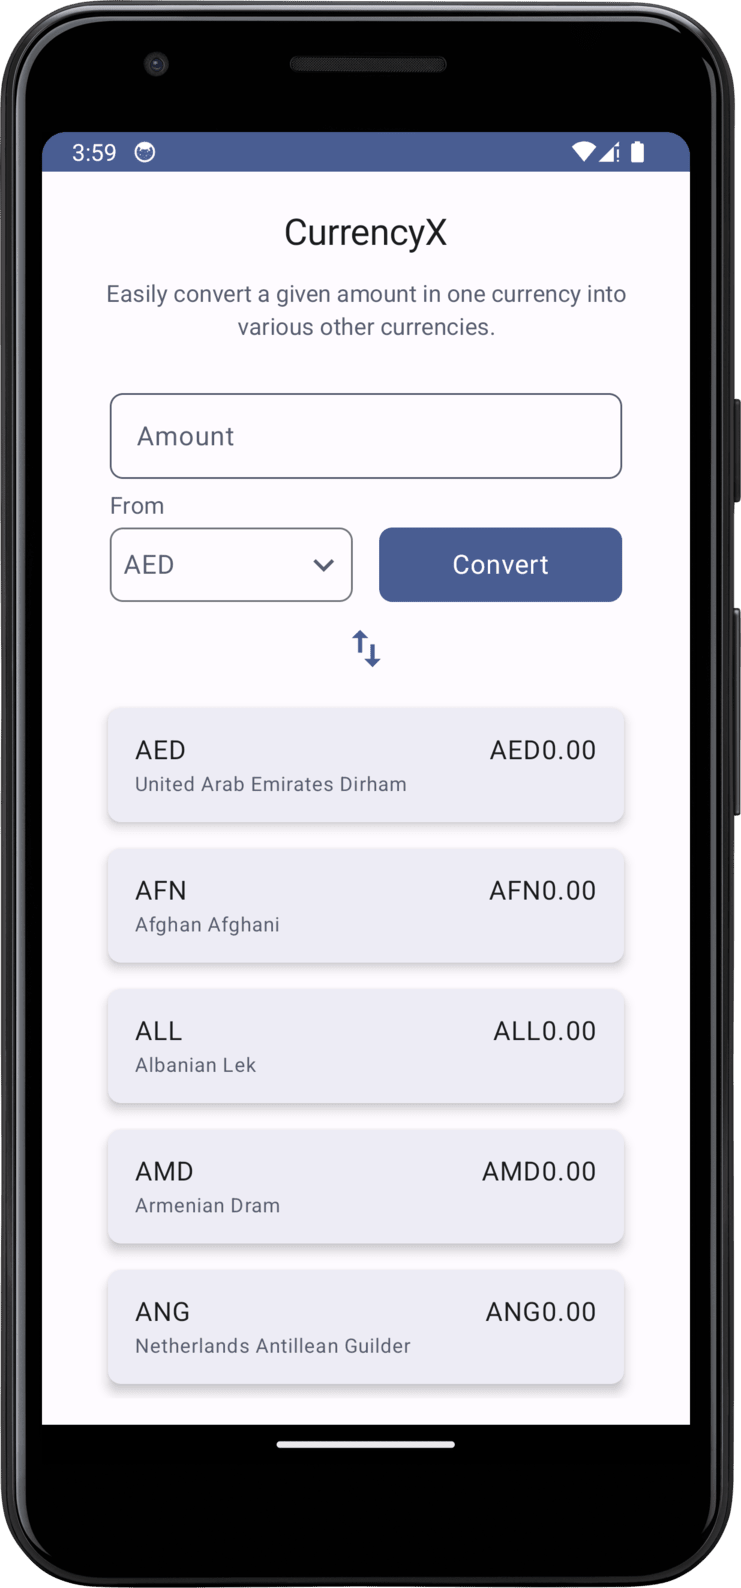 3:59
CurrencyX
Easily convert a given amount in one currency into
various other currencies.
Amount
From
AED
Convert
AED AED0.00
United Arab Emirates Dirham
AFN AFN0.00
Afghan Afghani
ALL ALL0.00
Albanian Lek
AMD AMD0.00
Armenian Dram
ANG ANG0.00
Netherlands Antillean Guilder